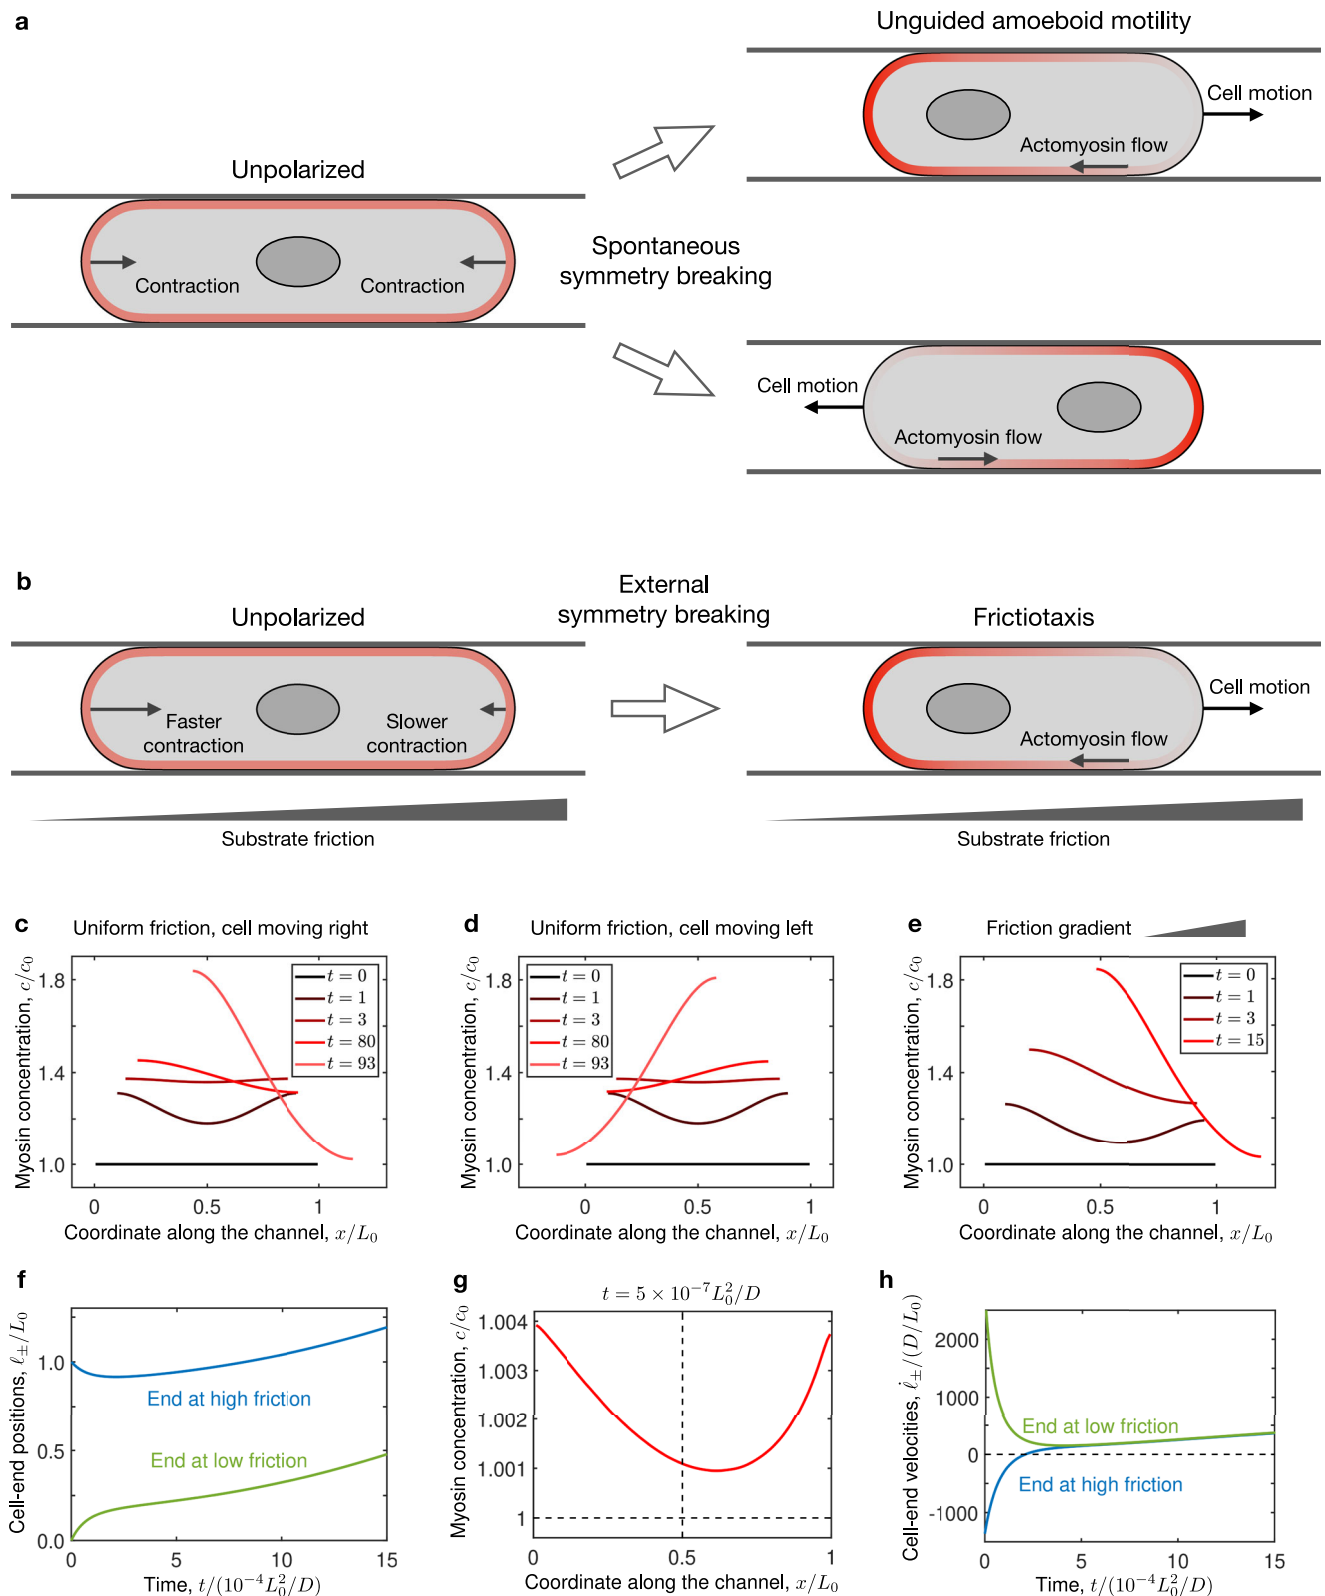 a
Unguided amoeboid motility
Cell motion
Actomyosin flow
Unpolarized
Contraction
Contraction
Spontaneous
symmetry breaking
Cell motion
Actomyosin flow
b
External
symmetry breaking
Unpolarized
Frictiotaxis
Faster
contraction
Slower
contraction
Cell motion
Actomyosin flow
Substrate friction
Substrate friction
c
Uniform friction, cell moving right
Myosin concentration, c/c₀
1.8
1.4
1.0
t = 0
t = 1
t = 3
t = 80
t = 93
0
0.5
1
Coordinate along the channel, x/L₀
d
Uniform friction, cell moving left
Myosin concentration, c/c₀
1.8
1.4
1.0
t = 0
t = 1
t = 3
t = 80
t = 93
0
0.5
1
Coordinate along the channel, x/L₀
e
Friction gradient
Myosin concentration, c/c₀
1.8
1.4
1.0
t = 0
t = 1
t = 3
t = 15
0
0.5
1
Coordinate along the channel, x/L₀
f
Cell-end positions, ℓ±/L₀
1.0
0.5
0.0
End at high friction
End at low friction
0
5
10
15
Time, t/(10⁻⁴L₀²/D)
g
t = 5 × 10⁻⁷L₀²/D
Myosin concentration, c/c₀
1.004
1.003
1.002
1.001
1
0
0.5
1
Coordinate along the channel, x/L₀
h
Cell-end velocities, ℓ̇±/(D/L₀)
2000
1000
0
-1000
End at low friction
End at high friction
0
5
10
15
Time, t/(10⁻⁴L₀²/D)